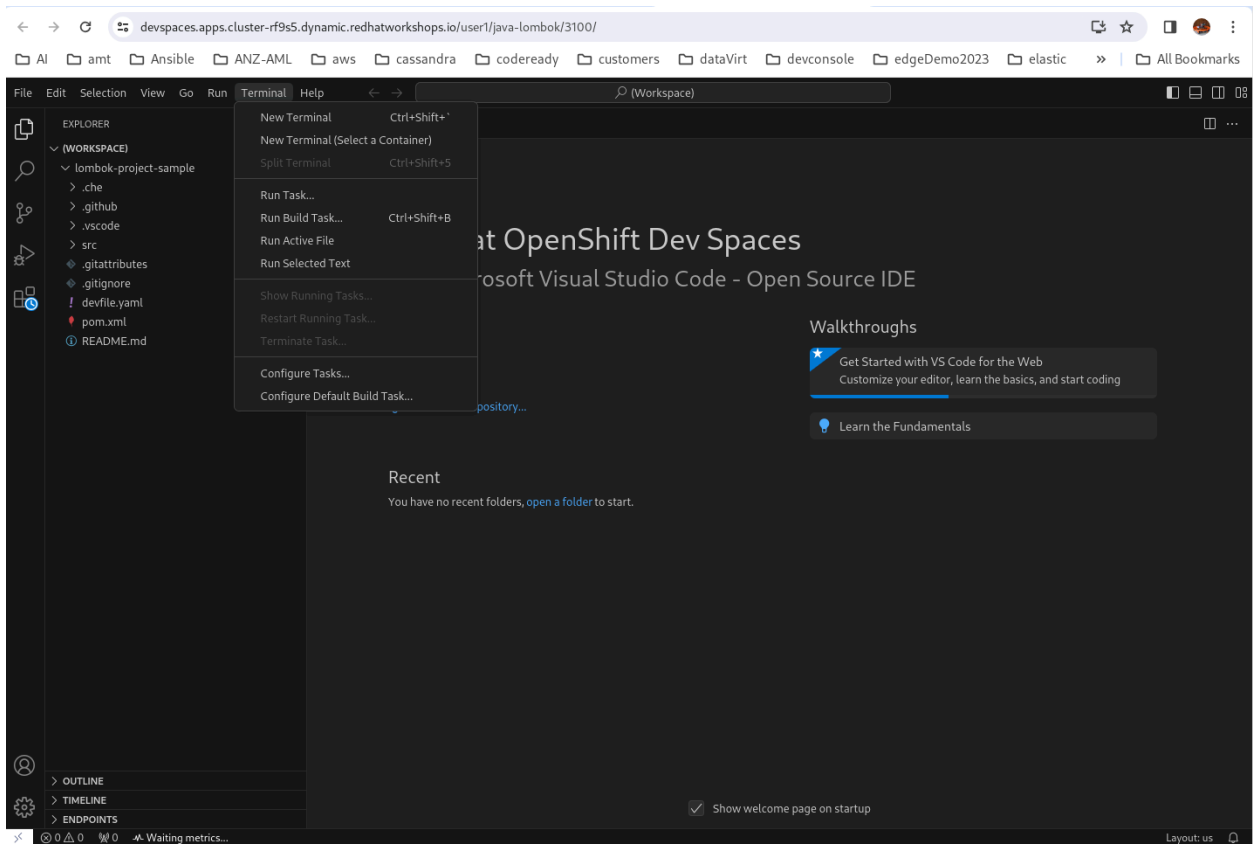 devspaces.apps.cluster-rf9s5.dynamic.redhatworkshops.io/user1/java-lombok/3100/
AI amt Ansible ANZ-AML aws cassandra codeready customers dataVirt devconsole edgeDemo2023 elastic » All Bookmarks
File Edit Selection View Go Run Terminal Help (Workspace)
EXPLORER
(WORKSPACE)
lombok-project-sample
.che
.github
.vscode
src
.gitattributes
.gitignore
! devfile.yaml
pom.xml
README.md
New Terminal Ctrl+Shift+`
New Terminal (Select a Container)
Split Terminal Ctrl+Shift+5
Run Task...
Run Build Task... Ctrl+Shift+B
Run Active File
Run Selected Text
Show Running Tasks...
Restart Running Task...
Terminate Task...
Configure Tasks...
Configure Default Build Task...
at OpenShift Dev Spaces
rosoft Visual Studio Code - Open Source IDE
pository...
Recent
You have no recent folders, open a folder to start.
Walkthroughs
Get Started with VS Code for the Web
Customize your editor, learn the basics, and start coding
Learn the Fundamentals
Show welcome page on startup
OUTLINE
TIMELINE
ENDPOINTS
0 0 0 Waiting metrics... Layout: us